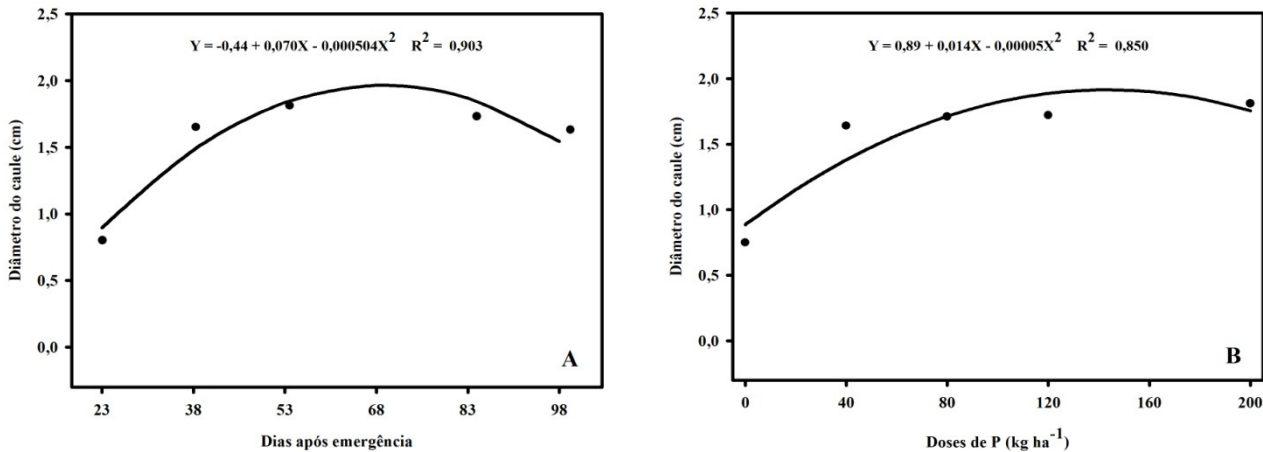 Y = -0,44 + 0,070X - 0,000504X² R² = 0,903
Diâmetro do caule (cm)
2,5
2,0
1,5
1,0
0,5
0,0
23 38 53 68 83 98
Dias após emergência
A
Y = 0,89 + 0,014X - 0,00005X² R² = 0,850
Diâmetro do caule (cm)
2,5
2,0
1,5
1,0
0,5
0,0
0 40 80 120 160 200
Doses de P (kg ha⁻¹)
B